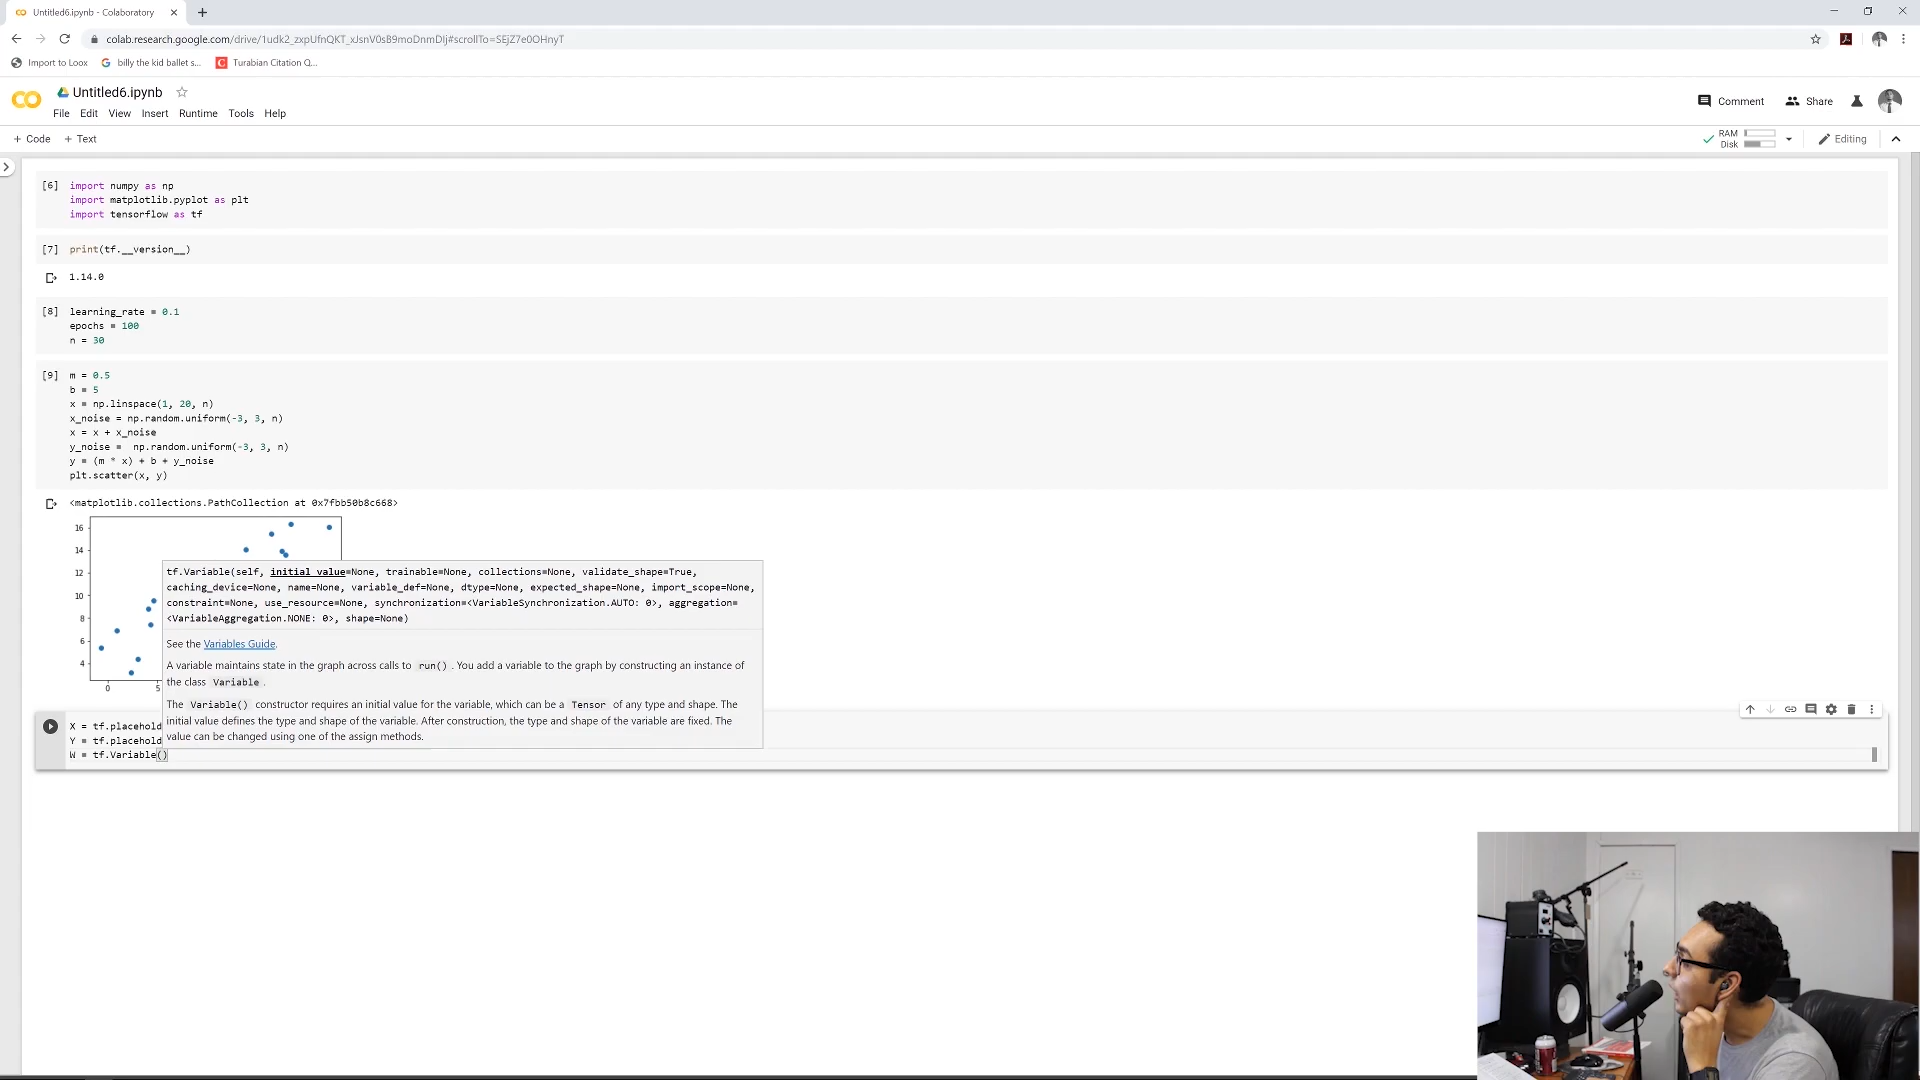 Untitled6.ipynb - Colaboratory
colab.research.google.com/drive/1udk2_zxpUfnQKT_xJsnV0sB9moDnmDIj#scrollTo=SEjZ7e0OHnyT
Import to Loox
billy the kid ballet s...
Turabian Citation Q...
Untitled6.ipynb
Comment
Share
File Edit View Insert Runtime Tools Help
+ Code + Text
RAM
Disk
Editing
[6] import numpy as np
import matplotlib.pyplot as plt
import tensorflow as tf
[7] print(tf.__version__)
1.14.0
[8] learning_rate = 0.1
epochs = 100
n = 30
[9] m = 0.5
b = 5
x = np.linspace(1, 20, n)
x_noise = np.random.uniform(-3, 3, n)
x = x + x_noise
y_noise =  np.random.uniform(-3, 3, n)
y = (m * x) + b + y_noise
plt.scatter(x, y)
<matplotlib.collections.PathCollection at 0x7fbb50b8c668>
16
14
12
10
8
6
4
0 5
tf.Variable(self, initial_value=None, trainable=None, collections=None, validate_shape=True,
caching_device=None, name=None, variable_def=None, dtype=None, expected_shape=None, import_scope=None,
constraint=None, use_resource=None, synchronization=<VariableSynchronization.AUTO: 0>, aggregation=
<VariableAggregation.NONE: 0>, shape=None)
See the Variables Guide.
A variable maintains state in the graph across calls to run() . You add a variable to the graph by constructing an instance of
the class Variable .
The Variable() constructor requires an initial value for the variable, which can be a Tensor of any type and shape. The
initial value defines the type and shape of the variable. After construction, the type and shape of the variable are fixed. The
value can be changed using one of the assign methods.
X = tf.placehold
Y = tf.placehold
W = tf.Variable()